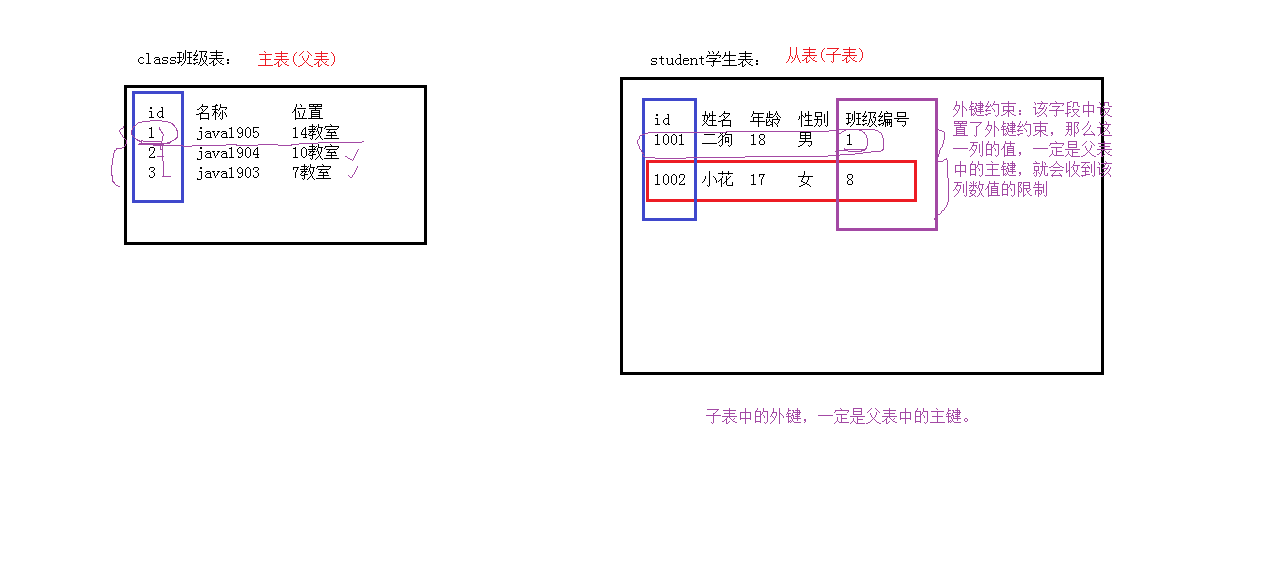 class班级表： 主表(父表)
id 名称 位置
1 java1905 14教室
2 java1904 10教室
3 java1903 7教室
student学生表： 从表(子表)
id 姓名 年龄 性别 班级编号
1001 二狗 18 男 1
1002 小花 17 女 8
外键约束：该字段中设
置了外键约束，那么这
一列的值，一定是父表
中的主键，就会收到该
列数值的限制
子表中的外键，一定是父表中的主键。